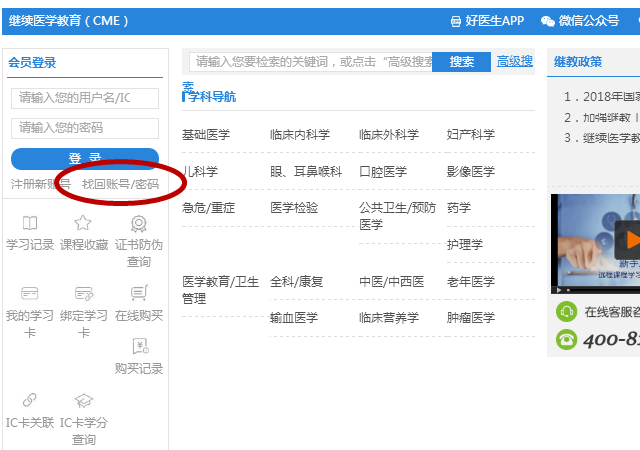 继续医学教育（CME）
好医生APP
微信公众号
会员登录
请输入您的用户名/IC
请输入您的密码
登 录
注册新账号
找回账号/密码
学习记录
课程收藏
证书防伪
查询
我的学习
卡
绑定学习
卡
在线购买
购买记录
IC卡关联
IC卡学分
查询
请输入您要检索的关键词，或点击“高级搜索
搜索
高级搜
索
学科导航
基础医学
临床内科学
临床外科学
妇产科学
儿科学
眼、耳鼻喉科
口腔医学
影像医学
急危/重症
医学检验
公共卫生/预防
医学
药学
护理学
医学教育/卫生
管理
全科/康复
中医/中西医
老年医学
输血医学
临床营养学
肿瘤医学
继教政策
1．2018年国家
2．加强继教
3．继续医学教
新手
远程课程学习
在线客服咨
400-81